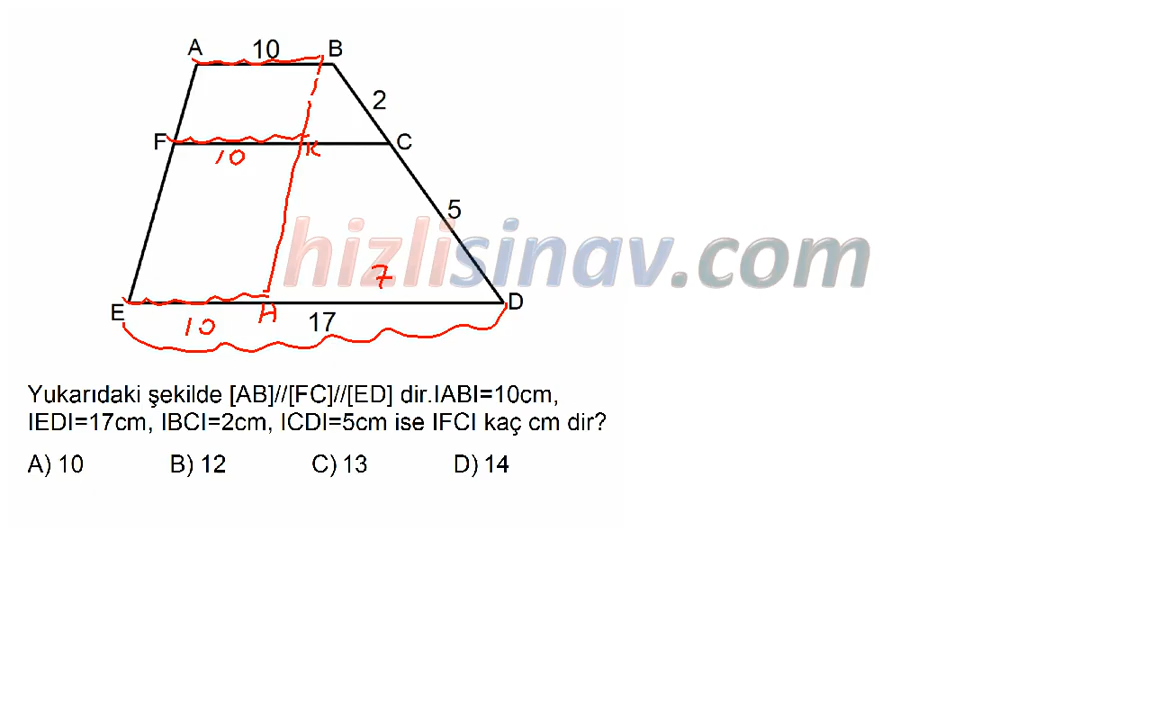 A 10 B
2
F 10 K C
5
hizlisinav.com
7
E 10 H 17 D
Yukarıdaki şekilde [AB]//[FC]//[ED] dir.IABI=10cm,
IEDI=17cm, IBCI=2cm, ICDI=5cm ise IFCI kaç cm dir?
A) 10 B) 12 C) 13 D) 14